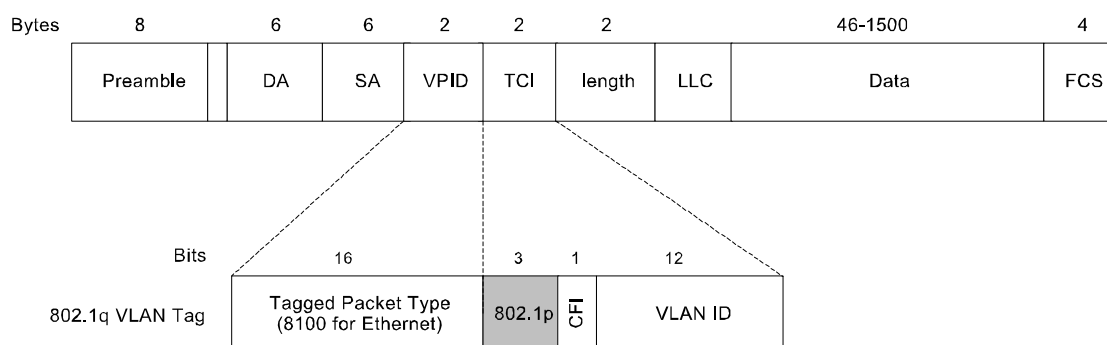 Bytes 8 6 6 2 2 2 46-1500 4
Preamble DA SA VPID TCI length LLC Data FCS
Bits 16 3 1 12
802.1q VLAN Tag
Tagged Packet Type
(8100 for Ethernet)
802.1p
CFI
VLAN ID